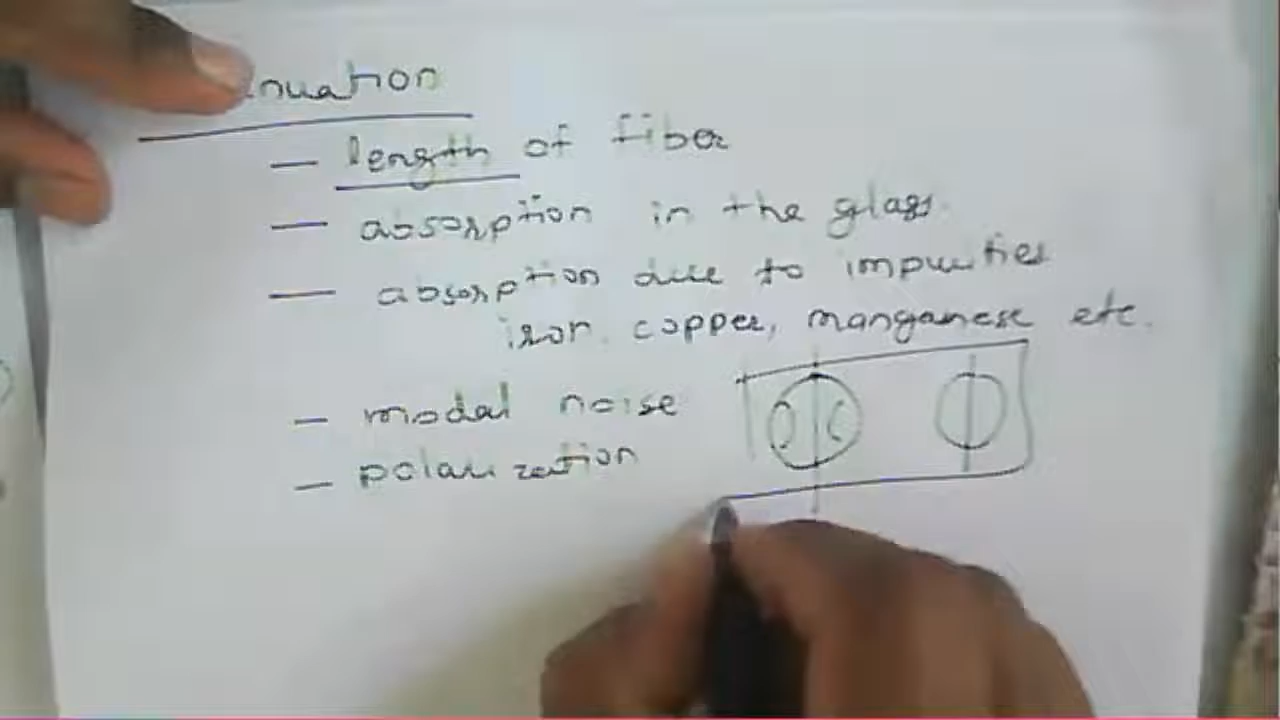 nuation
— length of fiber
— absorption in the glass.
— absorption due to impurities
iron. copper, manganese etc.
— modal noise
— polarization